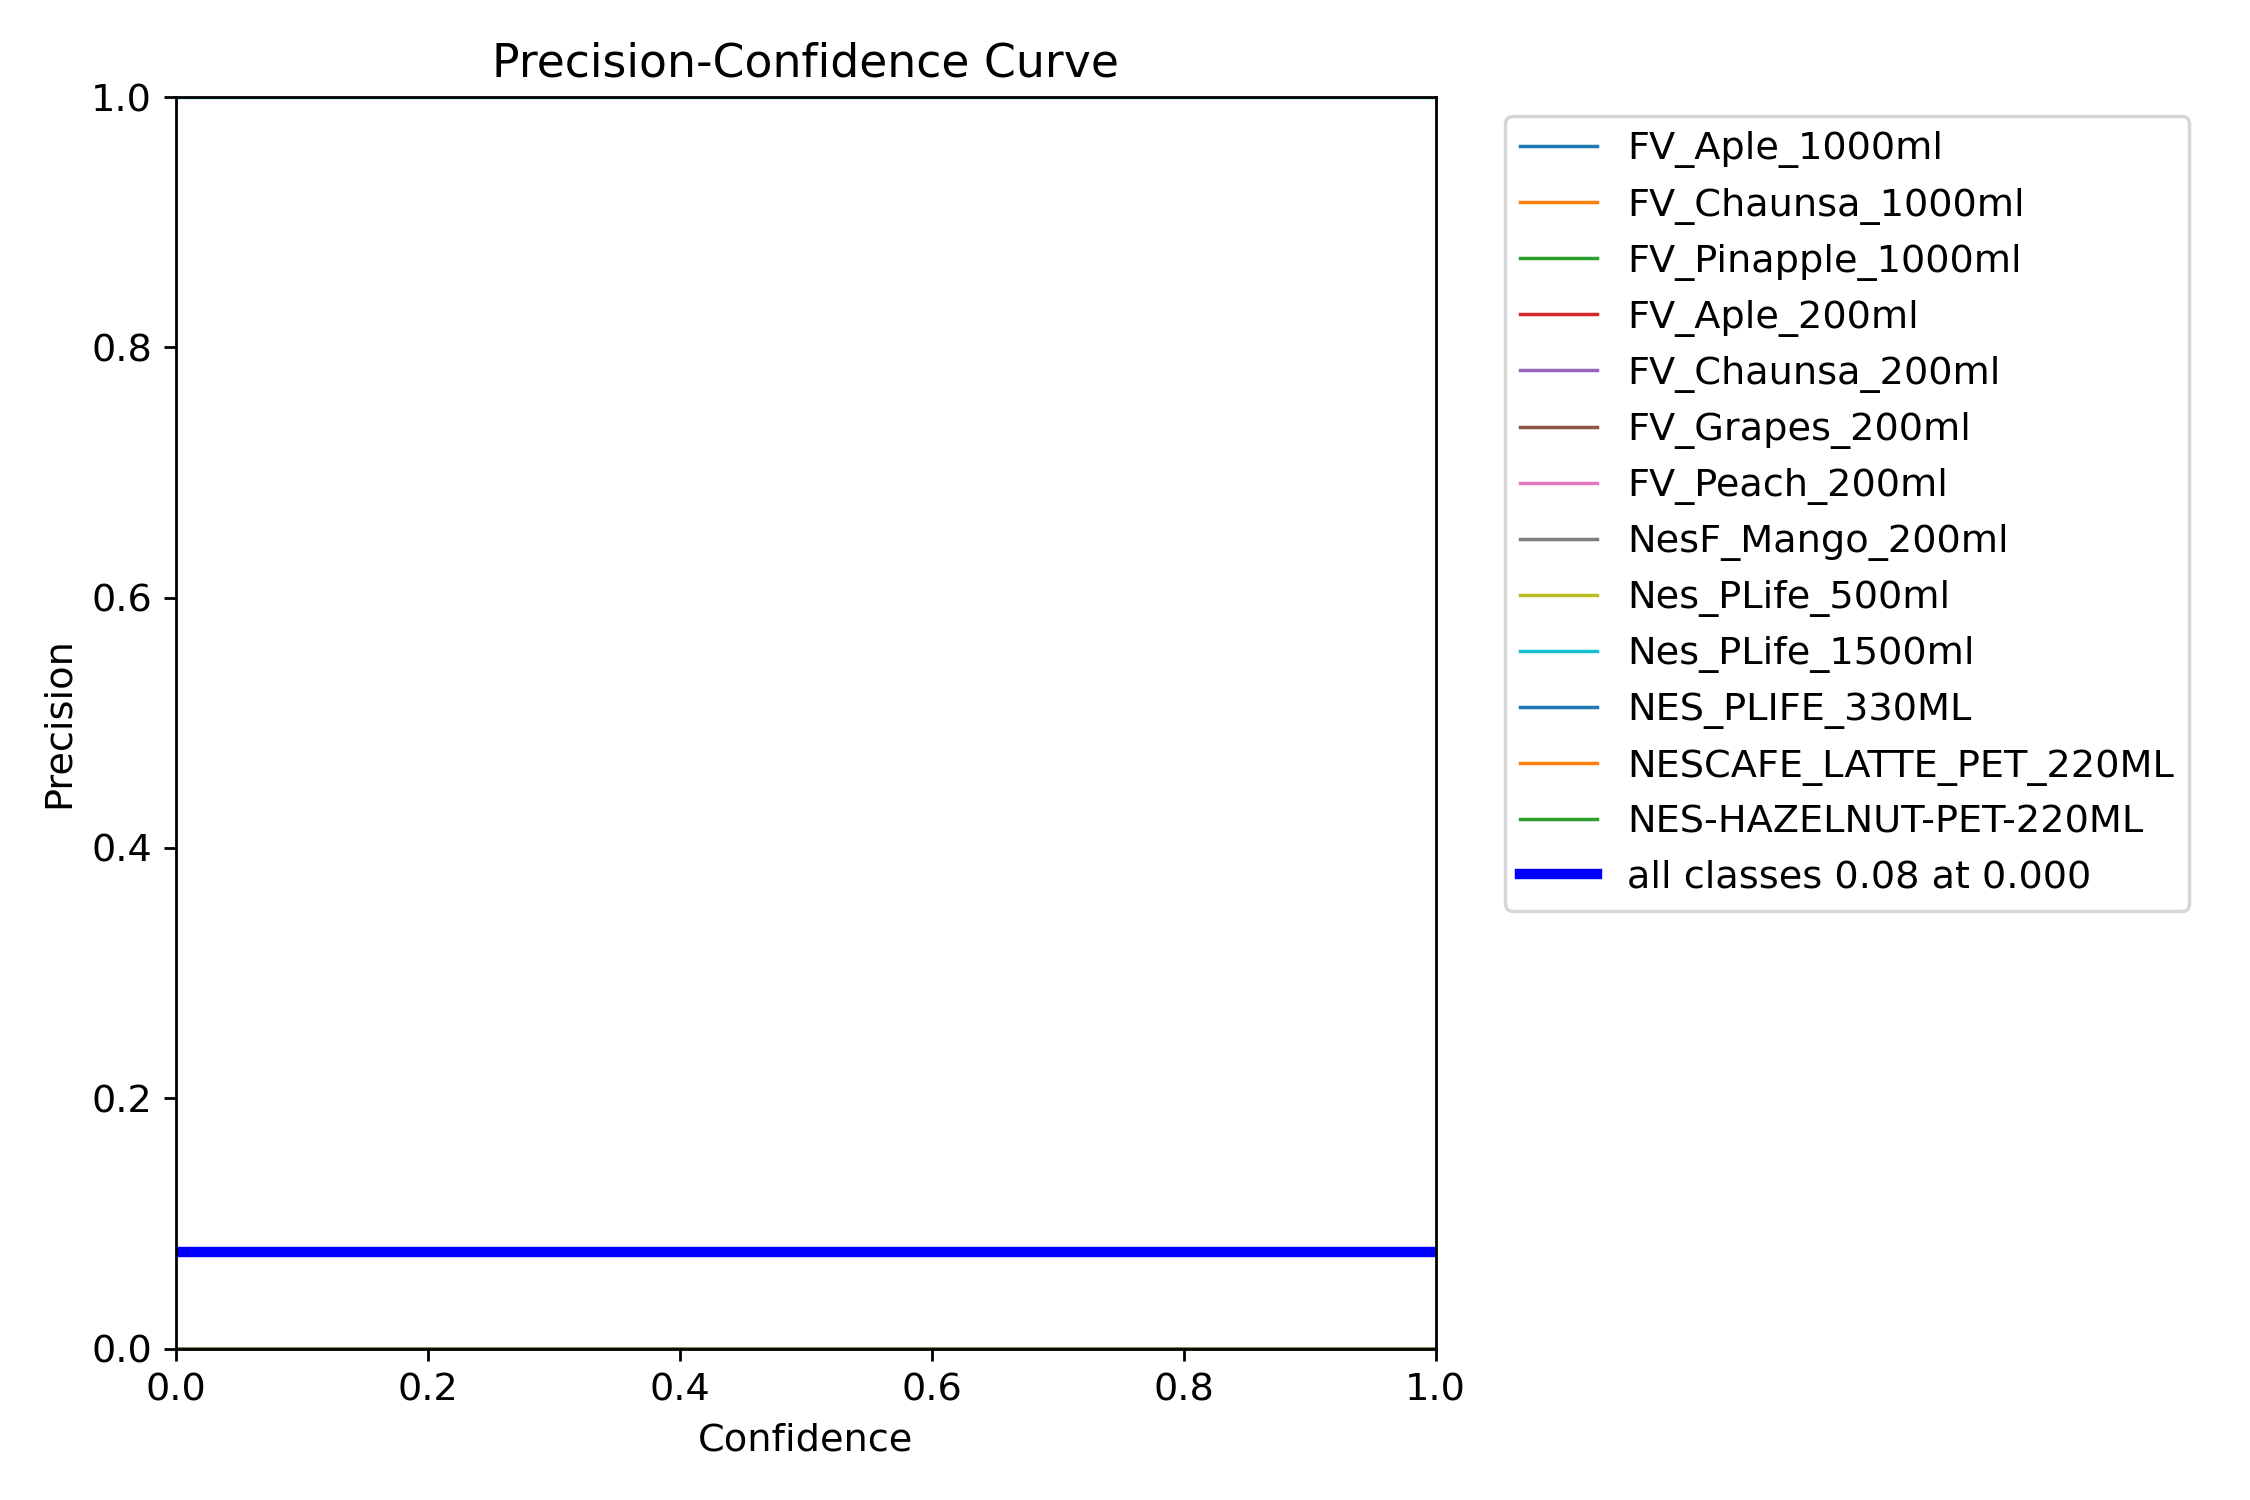 Precision-Confidence Curve
1.0
0.8
0.6
0.4
0.2
0.0
Precision
0.0 0.2 0.4 0.6 0.8 1.0
Confidence
FV_Aple_1000ml
FV_Chaunsa_1000ml
FV_Pinapple_1000ml
FV_Aple_200ml
FV_Chaunsa_200ml
FV_Grapes_200ml
FV_Peach_200ml
NesF_Mango_200ml
Nes_PLife_500ml
Nes_PLife_1500ml
NES_PLIFE_330ML
NESCAFE_LATTE_PET_220ML
NES-HAZELNUT-PET-220ML
all classes 0.08 at 0.000